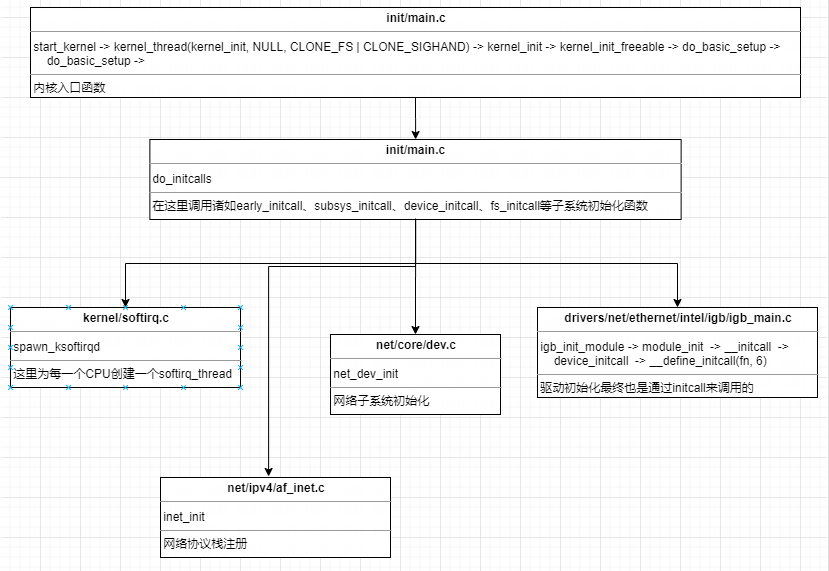 init/main.c
start_kernel -> kernel_thread(kernel_init, NULL, CLONE_FS | CLONE_SIGHAND) -> kernel_init -> kernel_init_freeable -> do_basic_setup ->
do_basic_setup ->
内核入口函数
init/main.c
do_initcalls
在这里调用诸如early_initcall、subsys_initcall、device_initcall、fs_initcall等子系统初始化函数
kernel/softirq.c
spawn_ksoftirqd
这里为每一个CPU创建一个softirq_thread
net/core/dev.c
net_dev_init
网络子系统初始化
drivers/net/ethernet/intel/igb/igb_main.c
igb_init_module -> module_init -> __initcall ->
device_initcall -> __define_initcall(fn, 6)
驱动初始化最终也是通过initcall来调用的
net/ipv4/af_inet.c
inet_init
网络协议栈注册